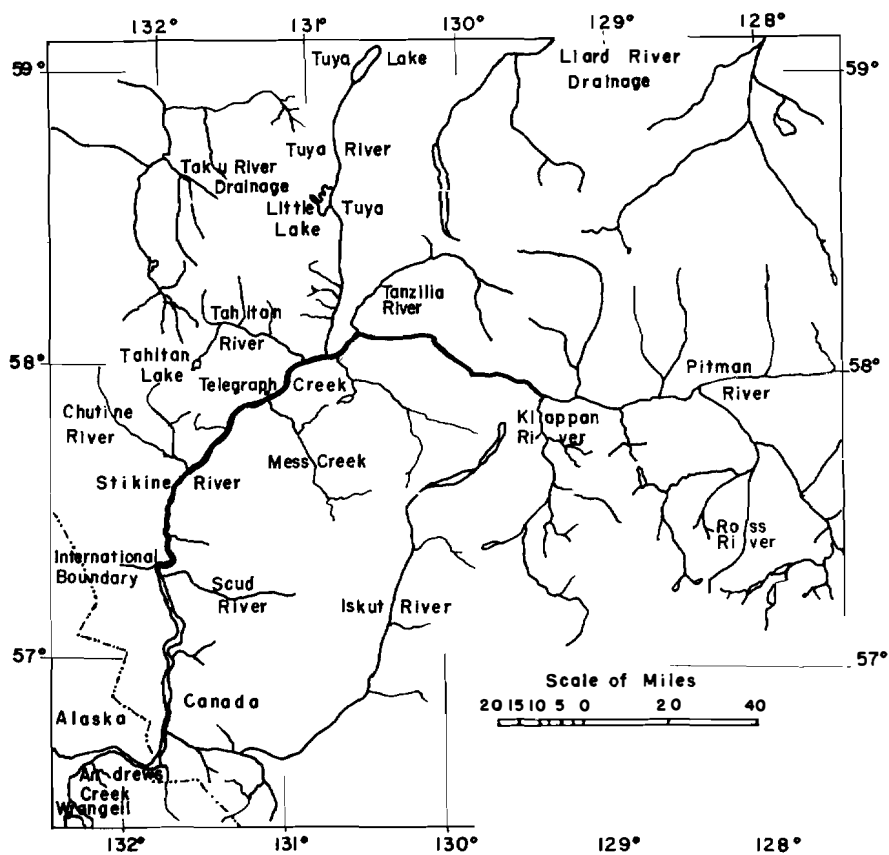 132° 131° 130° 129° 128°
59° 59°
Tuya Lake
Liard River
Drainage
Tuya River
Taku River
Drainage
Little Tuya
Lake
Tanzilia
River
Tahltan
River
58° 58°
Tahltan
Lake
Telegraph Creek
Pitman
River
Chutine
River
Klappan
River
Mess Creek
Stikine River
Ross
River
International
Boundary
Scud
River
Iskut River
57° 57°
Scale of Miles
20 15 10 5 0 20 40
Canada
Alaska
Andrews
Creek
Wrangell
132° 131° 130° 129° 128°